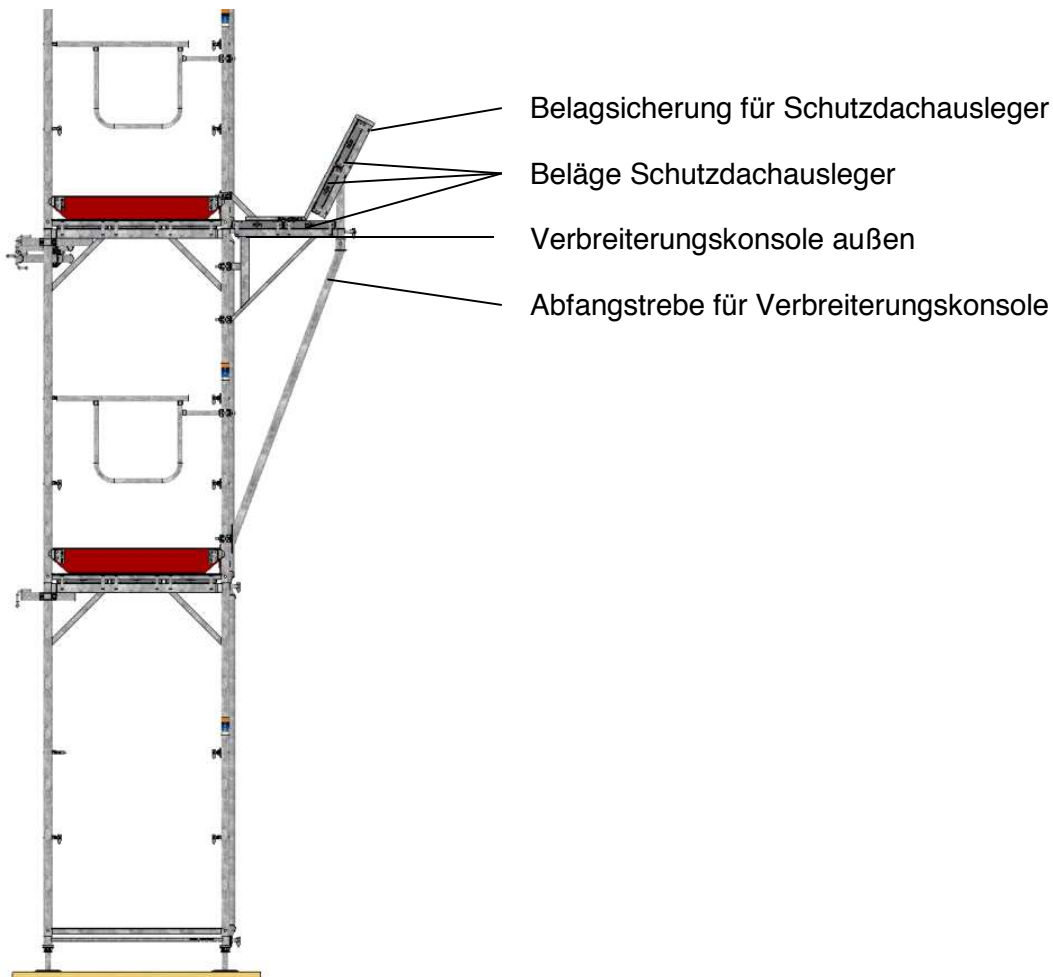 Belagsicherung für Schutzdachausleger
Beläge Schutzdachausleger
Verbreiterungskonsole außen
Abfangstrebe für Verbreiterungskonsole